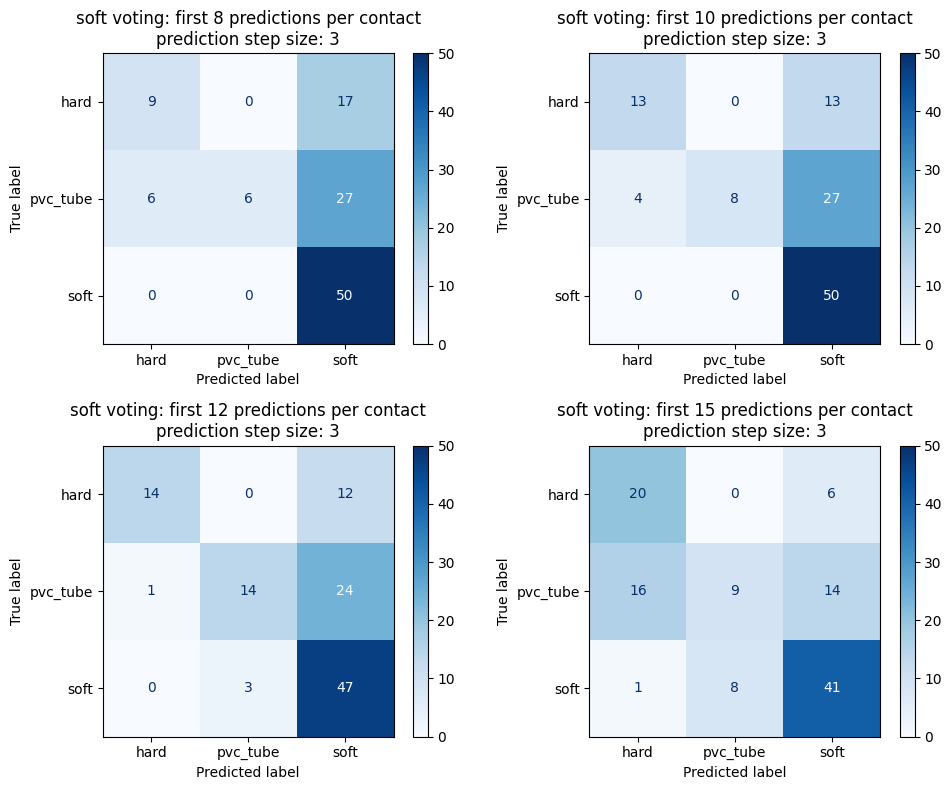 soft voting: first 8 predictions per contact
prediction step size: 3
hard
9
0
17
pvc_tube
6
6
27
soft
0
0
50
hard
pvc_tube
soft
Predicted label
True label
50
40
30
20
10
0
soft voting: first 10 predictions per contact
prediction step size: 3
hard
13
0
13
pvc_tube
4
8
27
soft
0
0
50
hard
pvc_tube
soft
Predicted label
True label
50
40
30
20
10
0
soft voting: first 12 predictions per contact
prediction step size: 3
hard
14
0
12
pvc_tube
1
14
24
soft
0
3
47
hard
pvc_tube
soft
Predicted label
True label
50
40
30
20
10
0
soft voting: first 15 predictions per contact
prediction step size: 3
hard
20
0
6
pvc_tube
16
9
14
soft
1
8
41
hard
pvc_tube
soft
Predicted label
True label
50
40
30
20
10
0